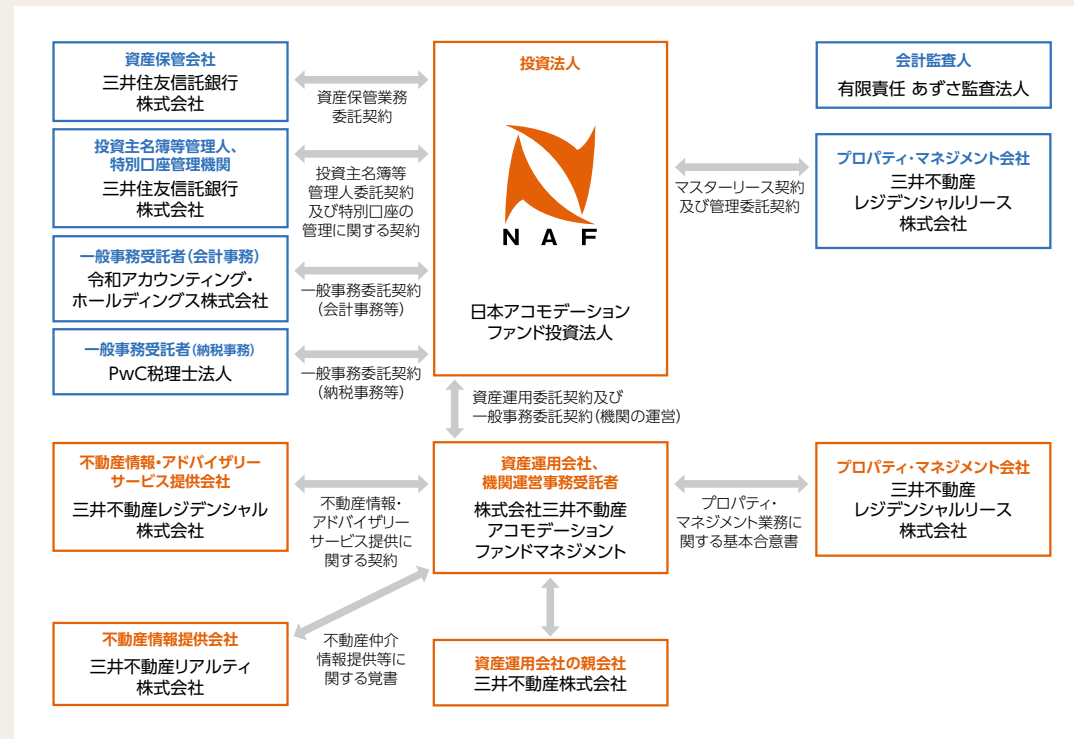 資産保管会社
三井住友信託銀行
株式会社
資産保管業務
委託契約
投資主名簿等管理人、
特別口座管理機関
三井住友信託銀行
株式会社
投資主名簿等
管理人委託契約
及び特別口座の
管理に関する契約
一般事務受託者(会計事務)
令和アカウンティング・
ホールディングス株式会社
一般事務委託契約
(会計事務等)
一般事務受託者(納税事務)
PwC税理士法人
一般事務委託契約
(納税事務等)
投資法人
NAF
日本アコモデーション
ファンド投資法人
会計監査人
有限責任 あずさ監査法人
マスターリース契約
及び管理委託契約
プロパティ・マネジメント会社
三井不動産
レジデンシャルリース
株式会社
資産運用委託契約及び
一般事務委託契約(機関の運営)
不動産情報・アドバイザリー
サービス提供会社
三井不動産レジデンシャル
株式会社
不動産情報・
アドバイザリー
サービス提供に
関する契約
資産運用会社、
機関運営事務受託者
株式会社三井不動産
アコモデーション
ファンドマネジメント
プロパティ・
マネジメント業務に
関する基本合意書
プロパティ・マネジメント会社
三井不動産
レジデンシャルリース
株式会社
不動産情報提供会社
三井不動産リアルティ
株式会社
不動産仲介
情報提供等に
関する覚書
資産運用会社の親会社
三井不動産株式会社